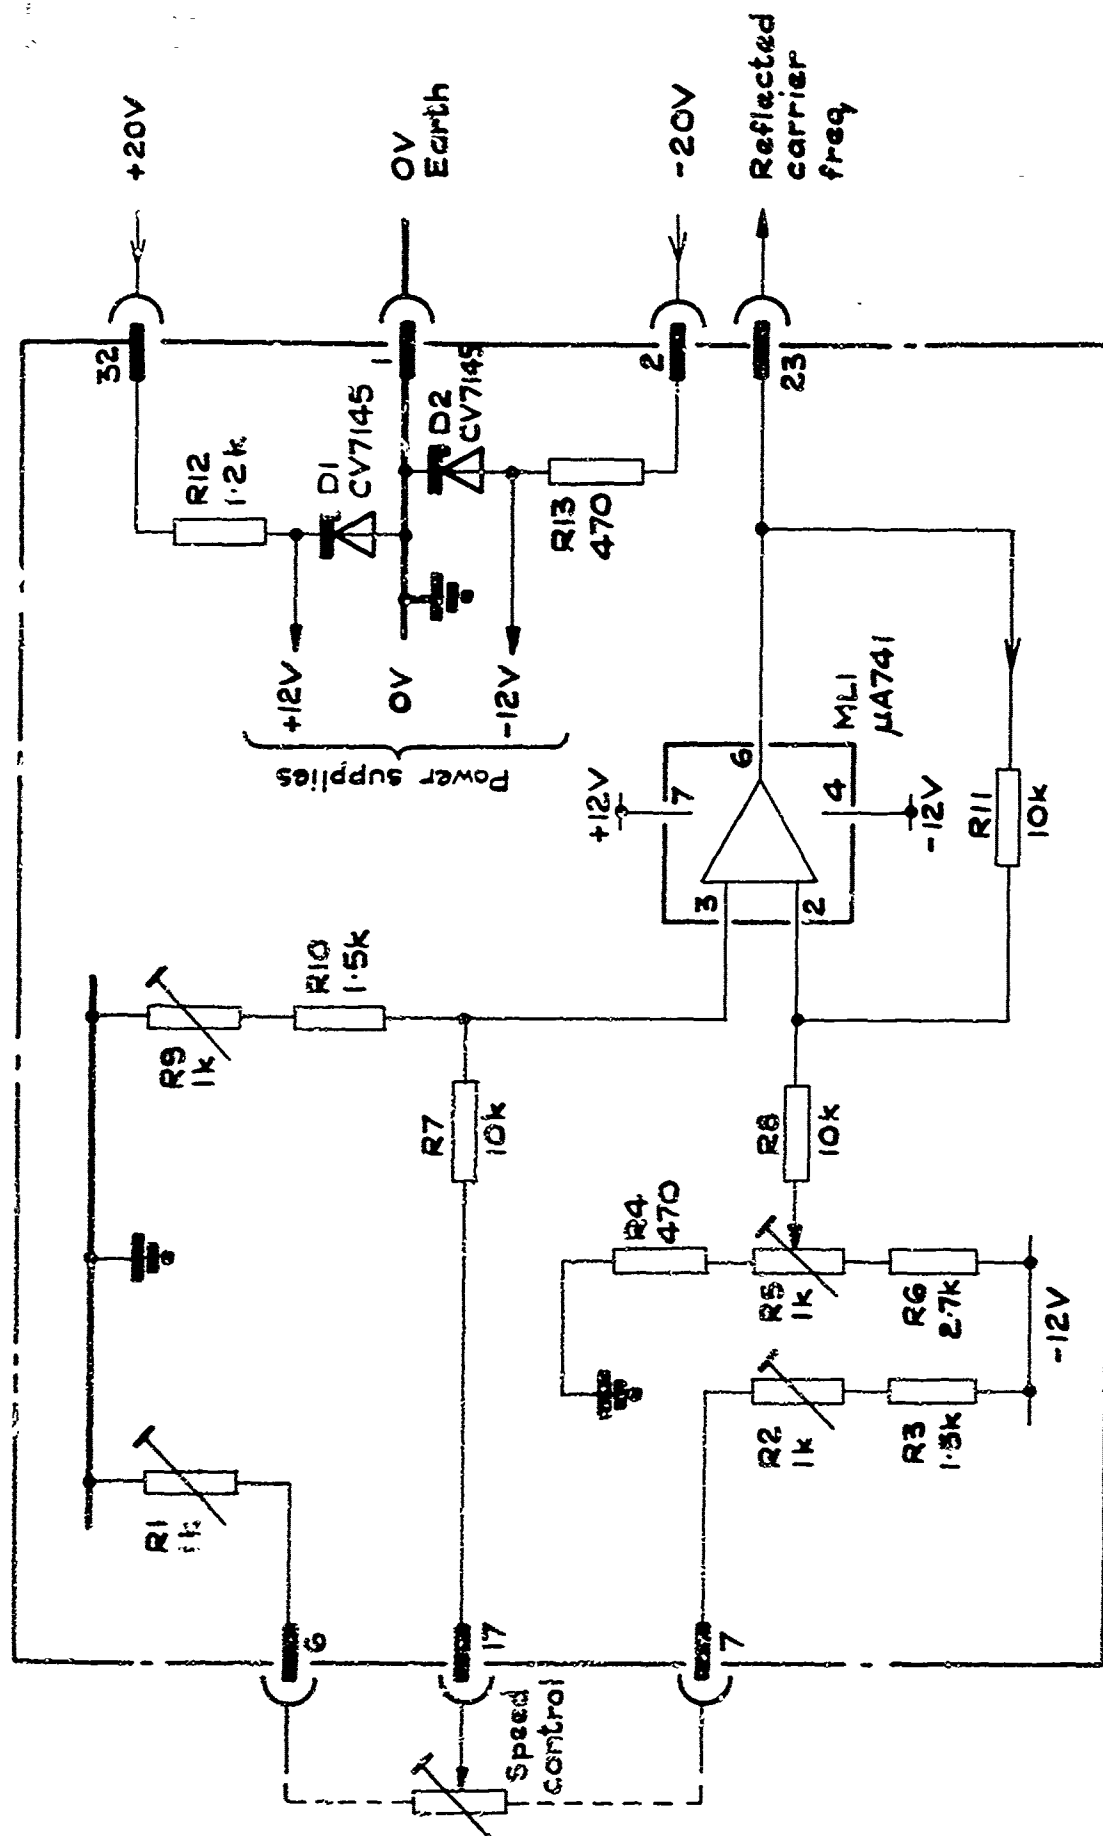 +20V
32
R12
1·2k
D1
CV7145
+12V
0V
-12V
Power supplies
1
0V
Earth
D2
CV7145
R13
470
2
-20V
23
Reflected
carrier
freq
R9
1k
R10
1·5k
R7
10k
+12V
7
3
2
6
4
-12V
ML1
µA741
R11
10k
R8
10k
R4
470
R5
1k
R6
2·7k
R2
1k
R3
-12V
R1
1k
17
7
Speed
control